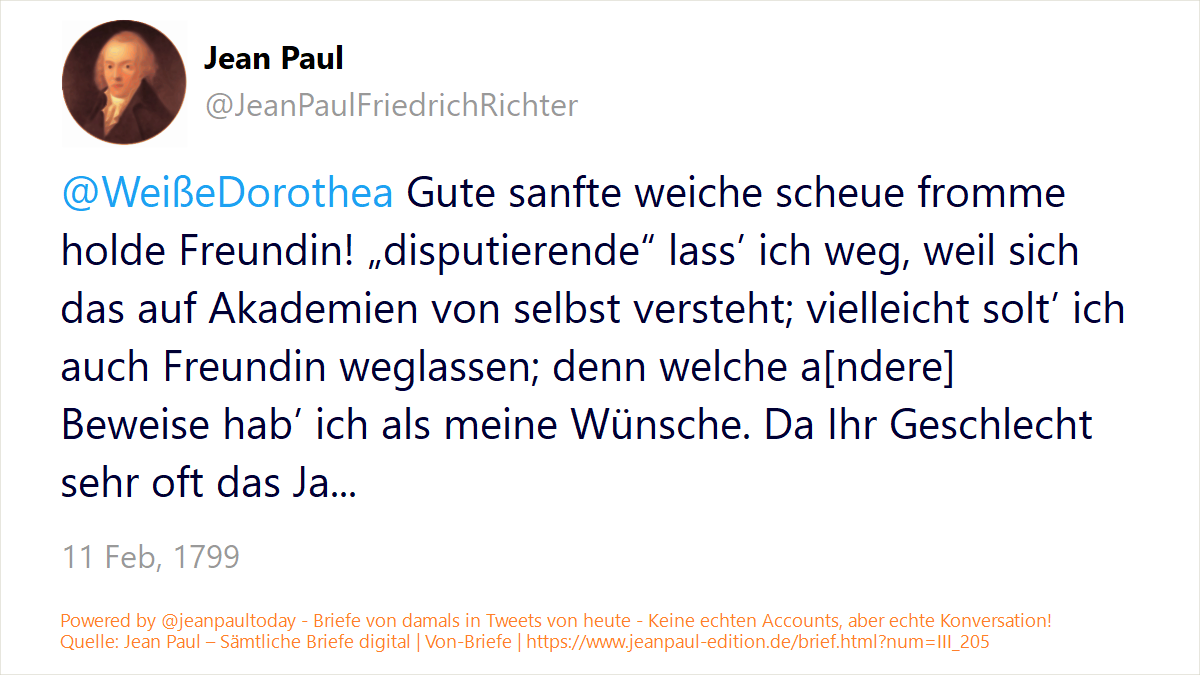 Jean Paul
@JeanPaulFriedrichRichter
@WeißeDorothea Gute sanfte weiche scheue fromme
holde Freundin! „disputierende“ lass’ ich weg, weil sich
das auf Akademien von selbst versteht; vielleicht solt’ ich
auch Freundin weglassen; denn welche a[ndere]
Beweise hab’ ich als meine Wünsche. Da Ihr Geschlecht
sehr oft das Ja...
11 Feb, 1799
Powered by @jeanpaultoday - Briefe von damals in Tweets von heute - Keine echten Accounts, aber echte Konversation!
Quelle: Jean Paul – Sämtliche Briefe digital | Von-Briefe | https://www.jeanpaul-edition.de/brief.html?num=III_205